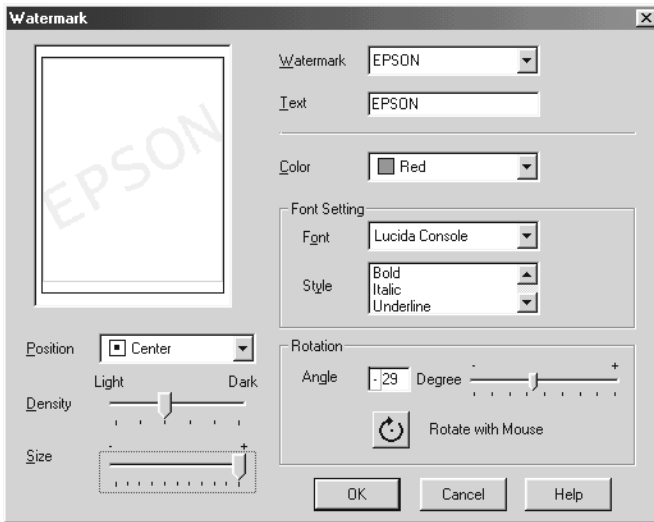 Watermark
EPSON
Watermark EPSON
Text EPSON
Color Red
Font Setting
Font Lucida Console
Style Bold
Italic
Underline
Position Center
Light Dark
Density
Size - +
Rotation
Angle -29 Degree - +
Rotate with Mouse
OK Cancel Help